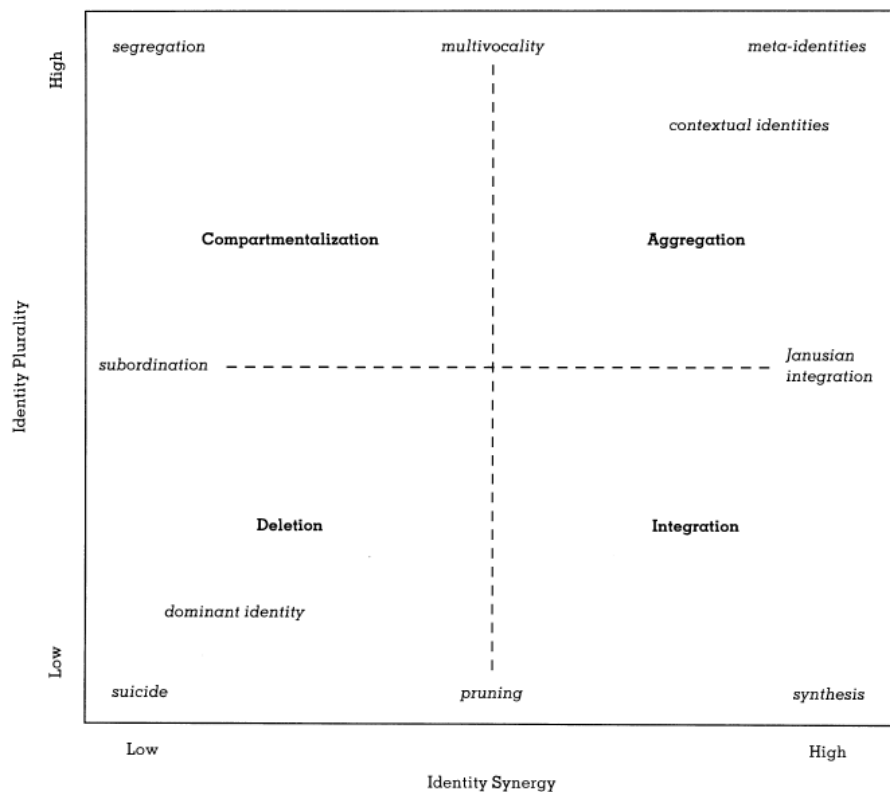 segregation
multivocality
meta-identities
High
contextual identities
Compartmentalization
Aggregation
Identity Plurality
subordination
Janusian
integration
Deletion
Integration
dominant identity
Low
suicide
pruning
synthesis
Low
High
Identity Synergy